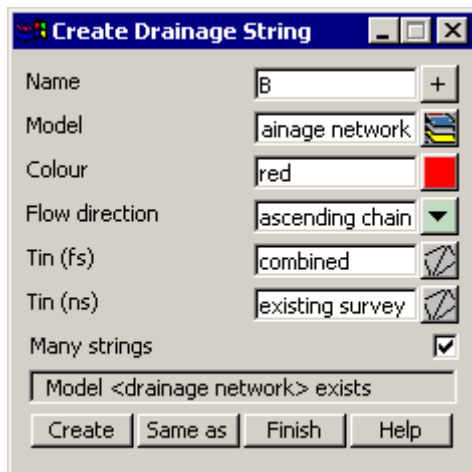 Create Drainage String
Name B +
Model ainage network
Colour red
Flow direction ascending chain
Tin (fs) combined
Tin (ns) existing survey
Many strings
Model <drainage network> exists
Create Same as Finish Help